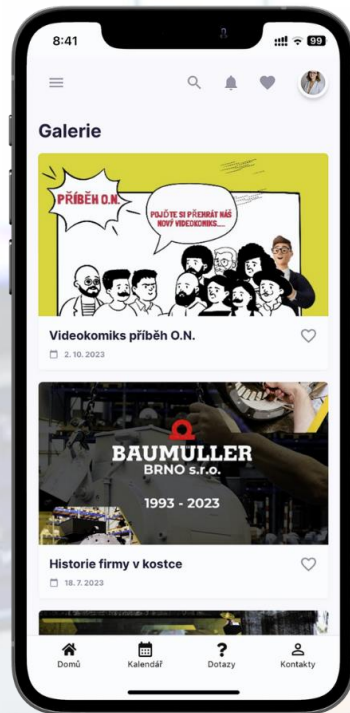 8:41
99
Galerie
PŘÍBĚH O.N.
POJĎTE SI PŘEHRÁT NÁŠ
NOVÝ VIDEOKOMIKS....
Videokomiks příběh O.N.
2. 10. 2023
BAUMULLER
BRNO s.r.o.
1993 - 2023
Historie firmy v kostce
18. 7. 2023
Domů
Kalendář
Dotazy
Kontakty